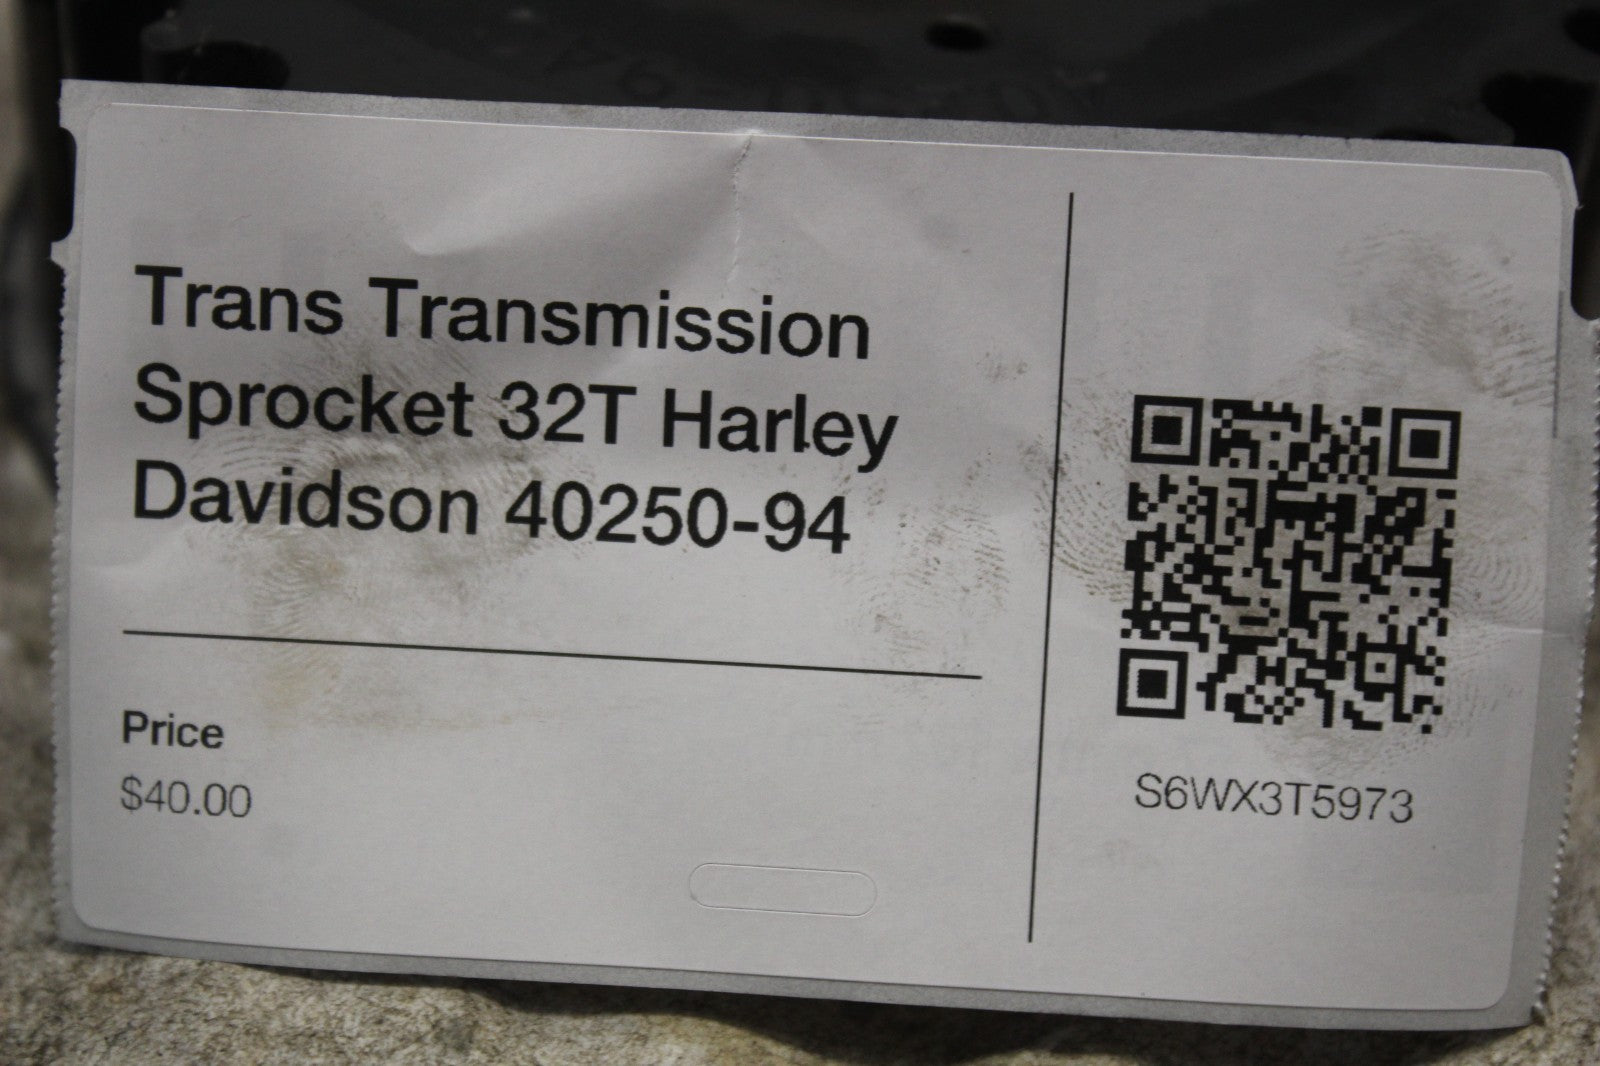 Trans Transmission
Sprocket 32T Harley
Davidson 40250-94
Price
$40.00
S6WX3T5973